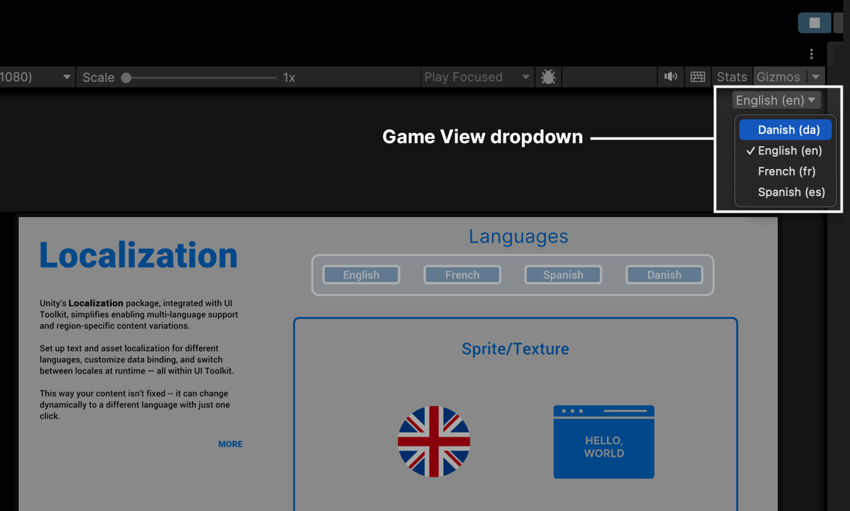 1080)
Scale
1x
Play Focused
Stats
Gizmos
English (en)
Game View dropdown
Danish (da)
English (en)
French (fr)
Spanish (es)
Localization
Languages
English
French
Spanish
Danish
Unity's Localization package, integrated with UI
Toolkit, simplifies enabling multi-language support
and region-specific content variations.
Set up text and asset localization for different
languages, customize data binding, and switch
between locales at runtime — all within UI Toolkit.
This way your content isn't fixed — it can change
dynamically to a different language with just one
click.
MORE
Sprite/Texture
HELLO,
WORLD